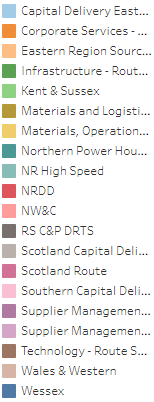 Capital Delivery East...
Corporate Services - ...
Eastern Region Sourc...
Infrastructure - Rout...
Kent & Sussex
Materials and Logisti...
Materials, Operation...
Northern Power Hou...
NR High Speed
NRDD
NW&C
RS C&P DRTS
Scotland Capital Deli...
Scotland Route
Southern Capital Deli...
Supplier Managemen...
Supplier Managemen...
Technology - Route S...
Wales & Western
Wessex